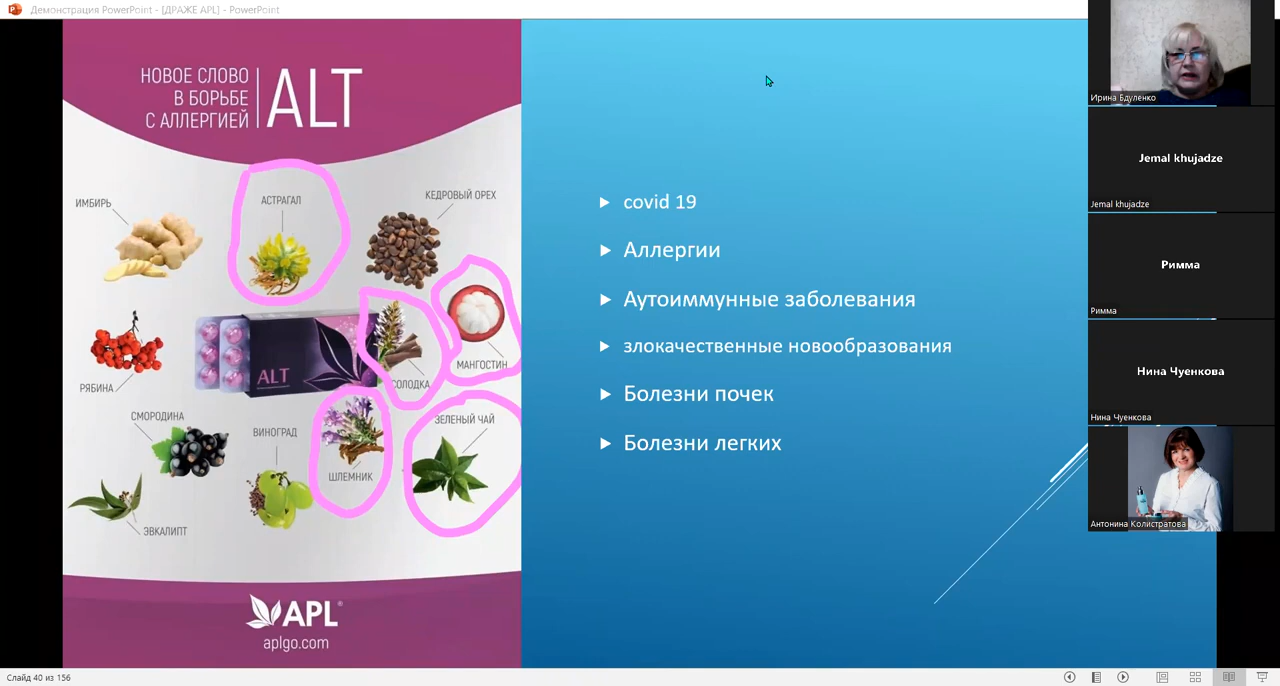 Демонстрация PowerPoint - [ДРАЖЕ APL] - PowerPoint
НОВОЕ СЛОВО
В БОРЬБЕ
С АЛЛЕРГИЕЙ
ALT
ИМБИРЬ
АСТРАГАЛ
КЕДРОВЫЙ ОРЕХ
РЯБИНА
ALT
СОЛОДКА
МАНГОСТИН
СМОРОДИНА
ВИНОГРАД
ШЛЕМНИК
ЗЕЛЕНЫЙ ЧАЙ
ЭВКАЛИПТ
APL®
aplgo.com
covid 19
Аллергии
Аутоиммунные заболевания
злокачественные новообразования
Болезни почек
Болезни легких
Ирина Бдуленко
Jemal khujadze
Jemal khujadze
Римма
Римма
Нина Чуенкова
Нина Чуенкова
Антонина Колистратова
Слайд 40 из 156